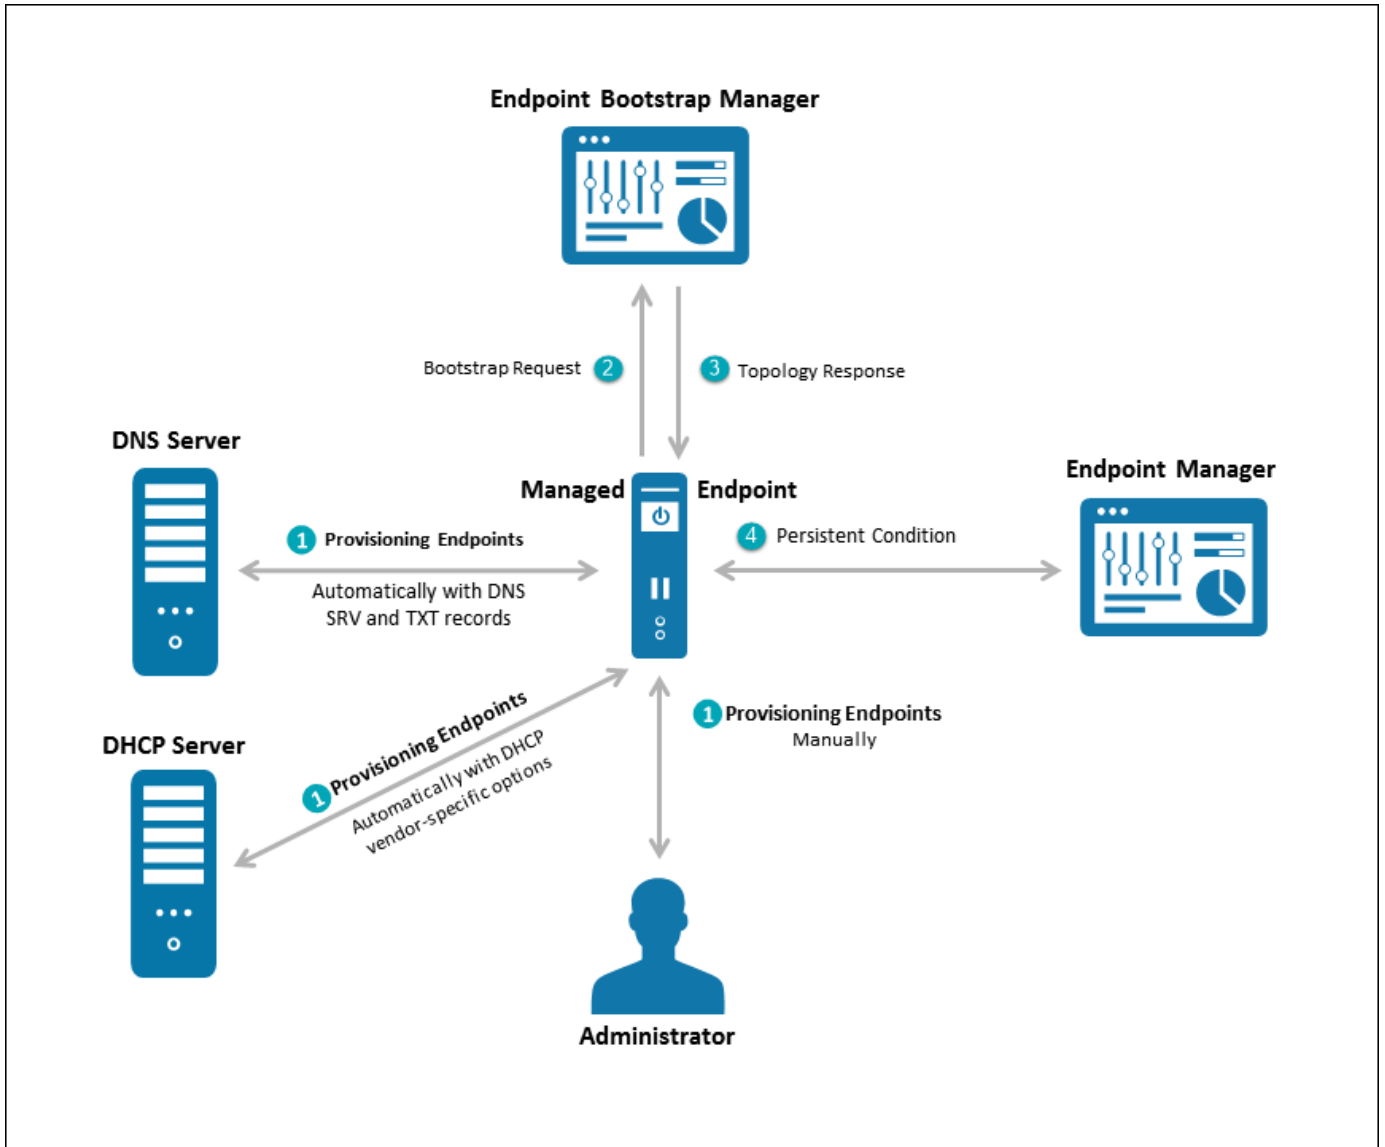 Endpoint Bootstrap Manager
Bootstrap Request 2
3 Topology Response
DNS Server
Managed Endpoint
Endpoint Manager
1 Provisioning Endpoints
Automatically with DNS
SRV and TXT records
4 Persistent Condition
DHCP Server
1 Provisioning Endpoints
Automatically with DHCP
vendor-specific options
1 Provisioning Endpoints
Manually
Administrator